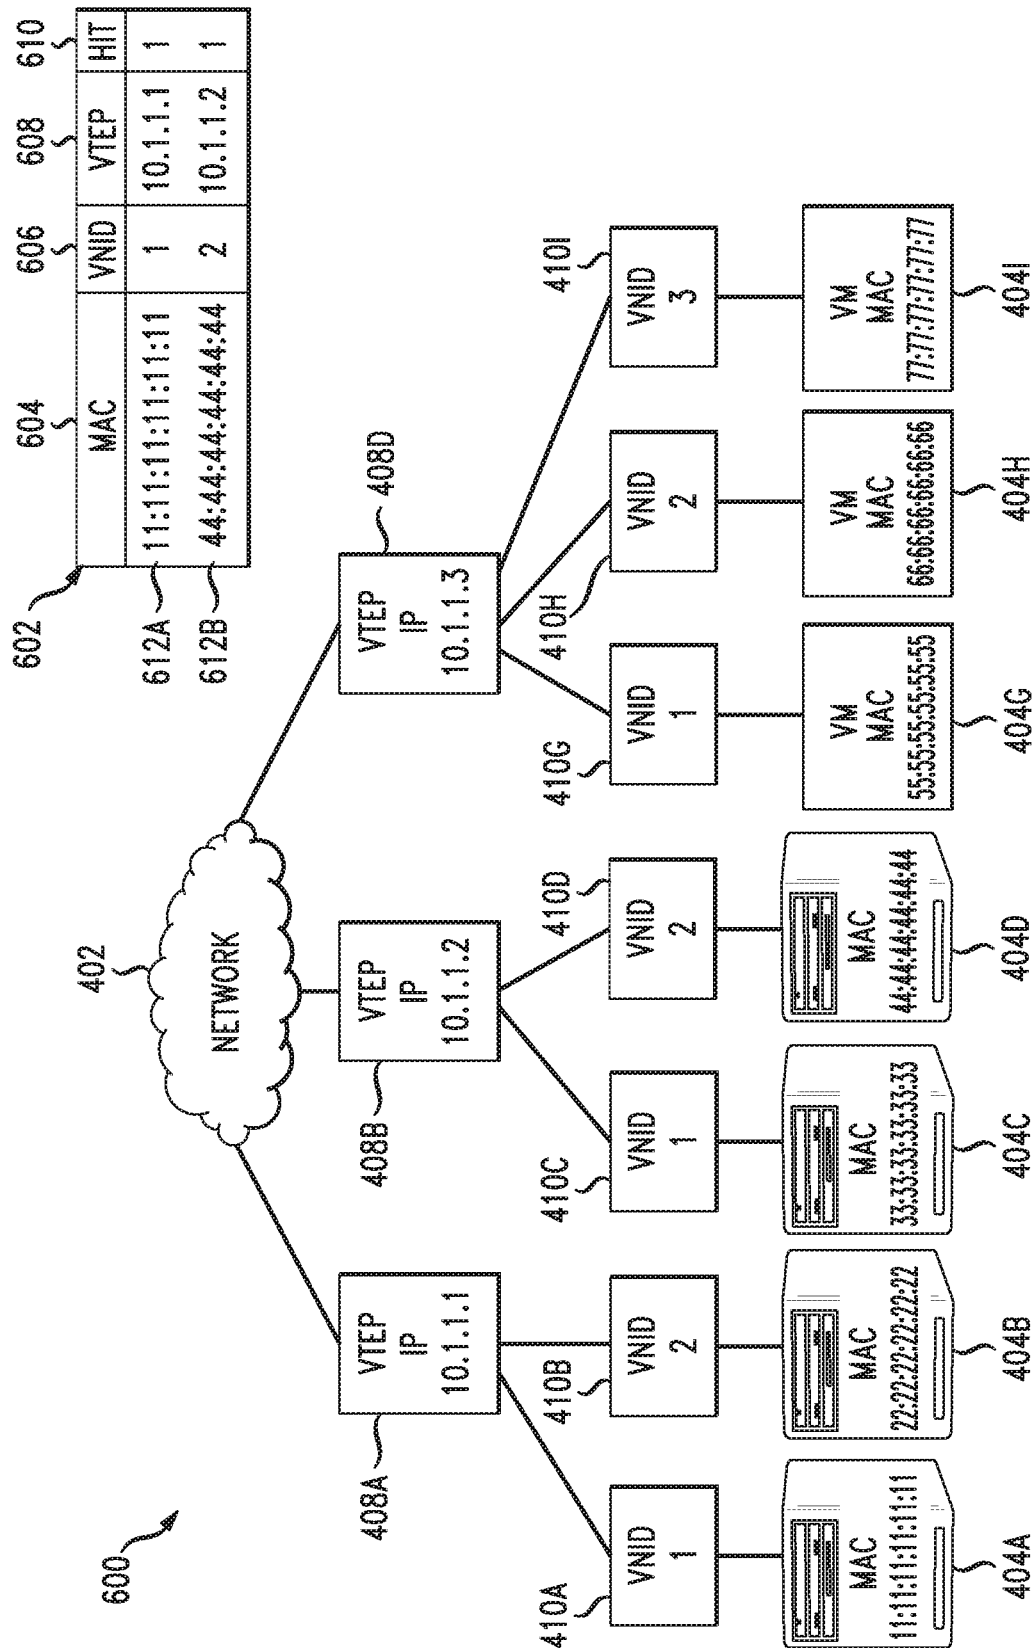 600
602
604
606
608
610
MAC VNID VTEP HIT
612A
11:11:11:11:11:11 1 10.1.1.1 1
612B
44:44:44:44:44:44 2 10.1.1.2 1
402
NETWORK
408A
VTEP
IP
10.1.1.1
408B
VTEP
IP
10.1.1.2
408D
VTEP
IP
10.1.1.3
410A
VNID
1
410B
VNID
2
410C
VNID
1
410D
VNID
2
410G
VNID
1
410H
VNID
2
410I
VNID
3
MAC
11:11:11:11:11:11
404A
MAC
22:22:22:22:22:22
404B
MAC
33:33:33:33:33:33
404C
MAC
44:44:44:44:44:44
404D
VM
MAC
55:55:55:55:55:55
404G
VM
MAC
66:66:66:66:66:66
404H
VM
MAC
77:77:77:77:77:77
404I